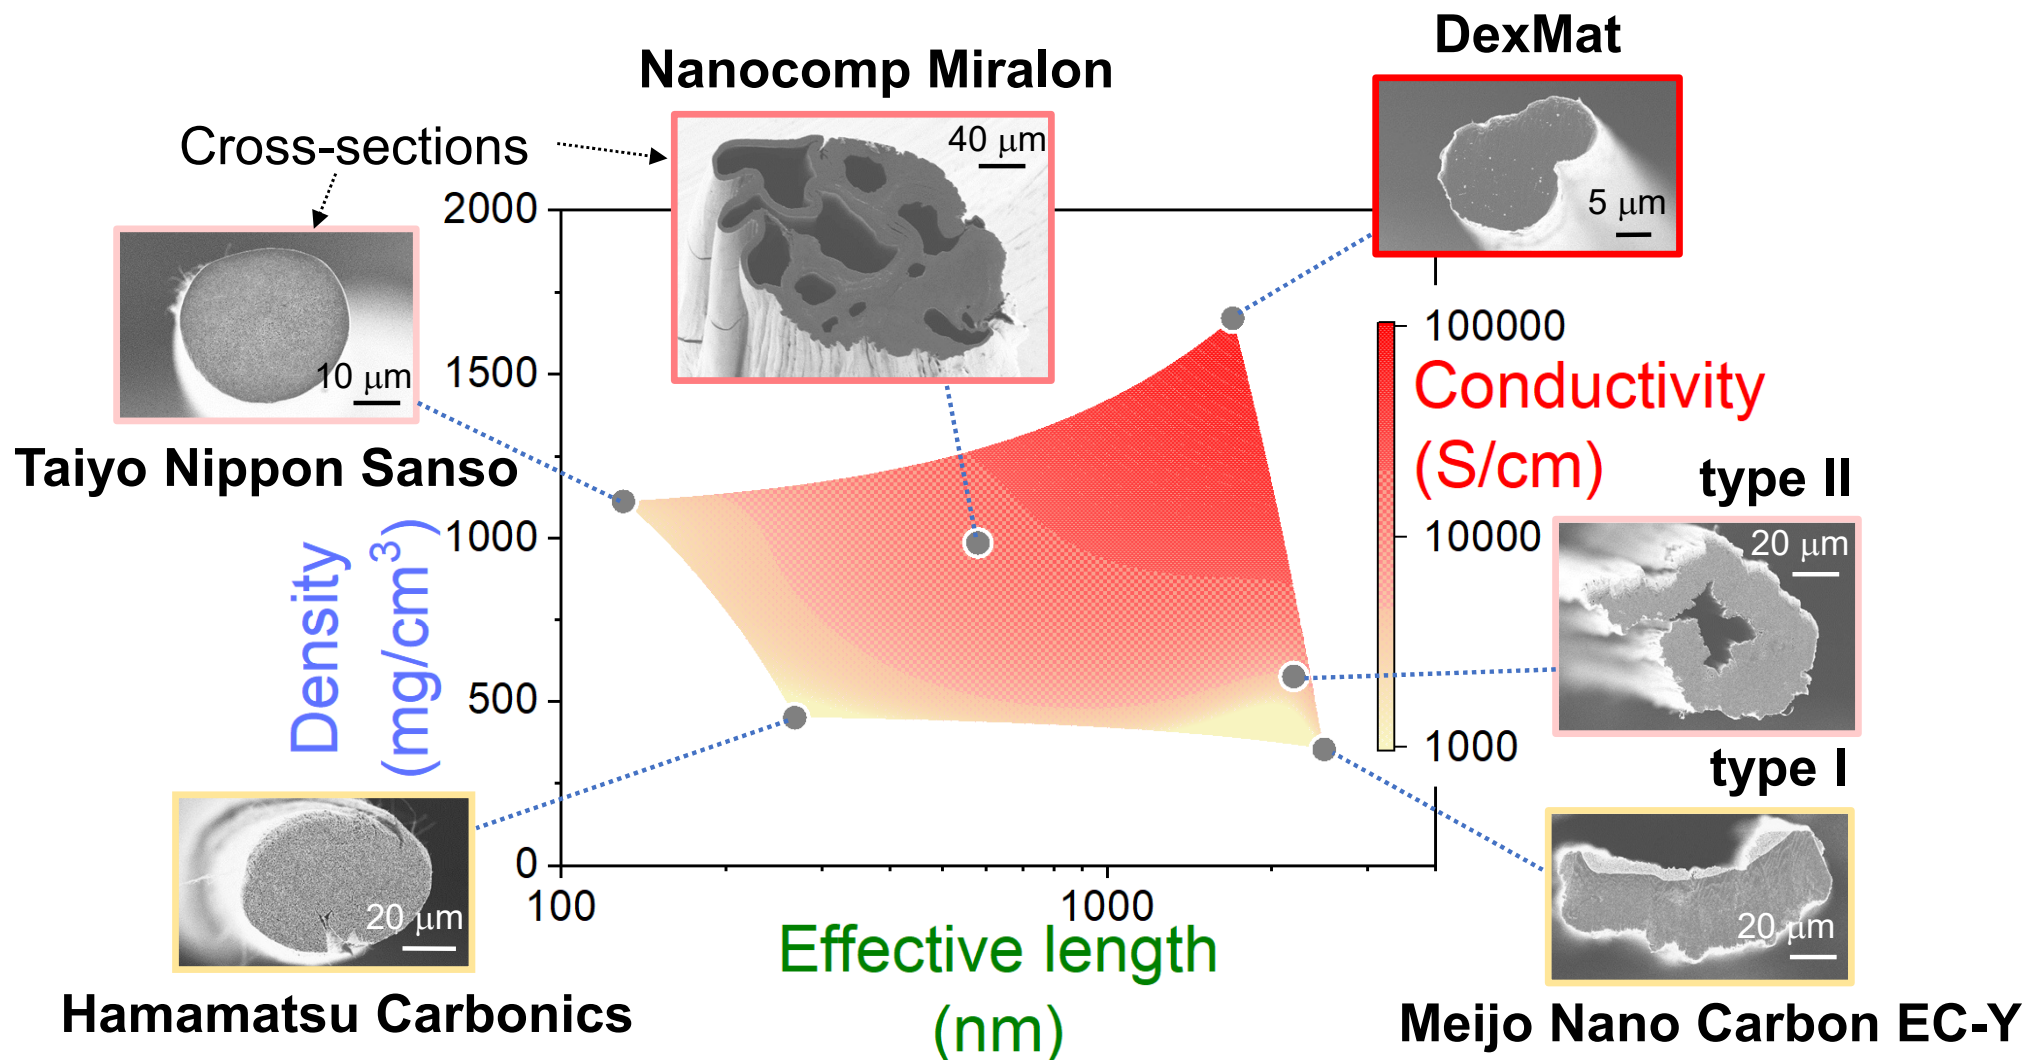 DexMat
Nanocomp Miralon
Cross-sections
40 μm
5 μm
2000
10 μm
1500
100000
Conductivity
(S/cm)
Taiyo Nippon Sanso
type II
Density
(mg/cm³)
1000
10000
20 μm
500
1000
type I
0
100
1000
20 μm
20 μm
Effective length
(nm)
Hamamatsu Carbonics
Meijo Nano Carbon EC-Y